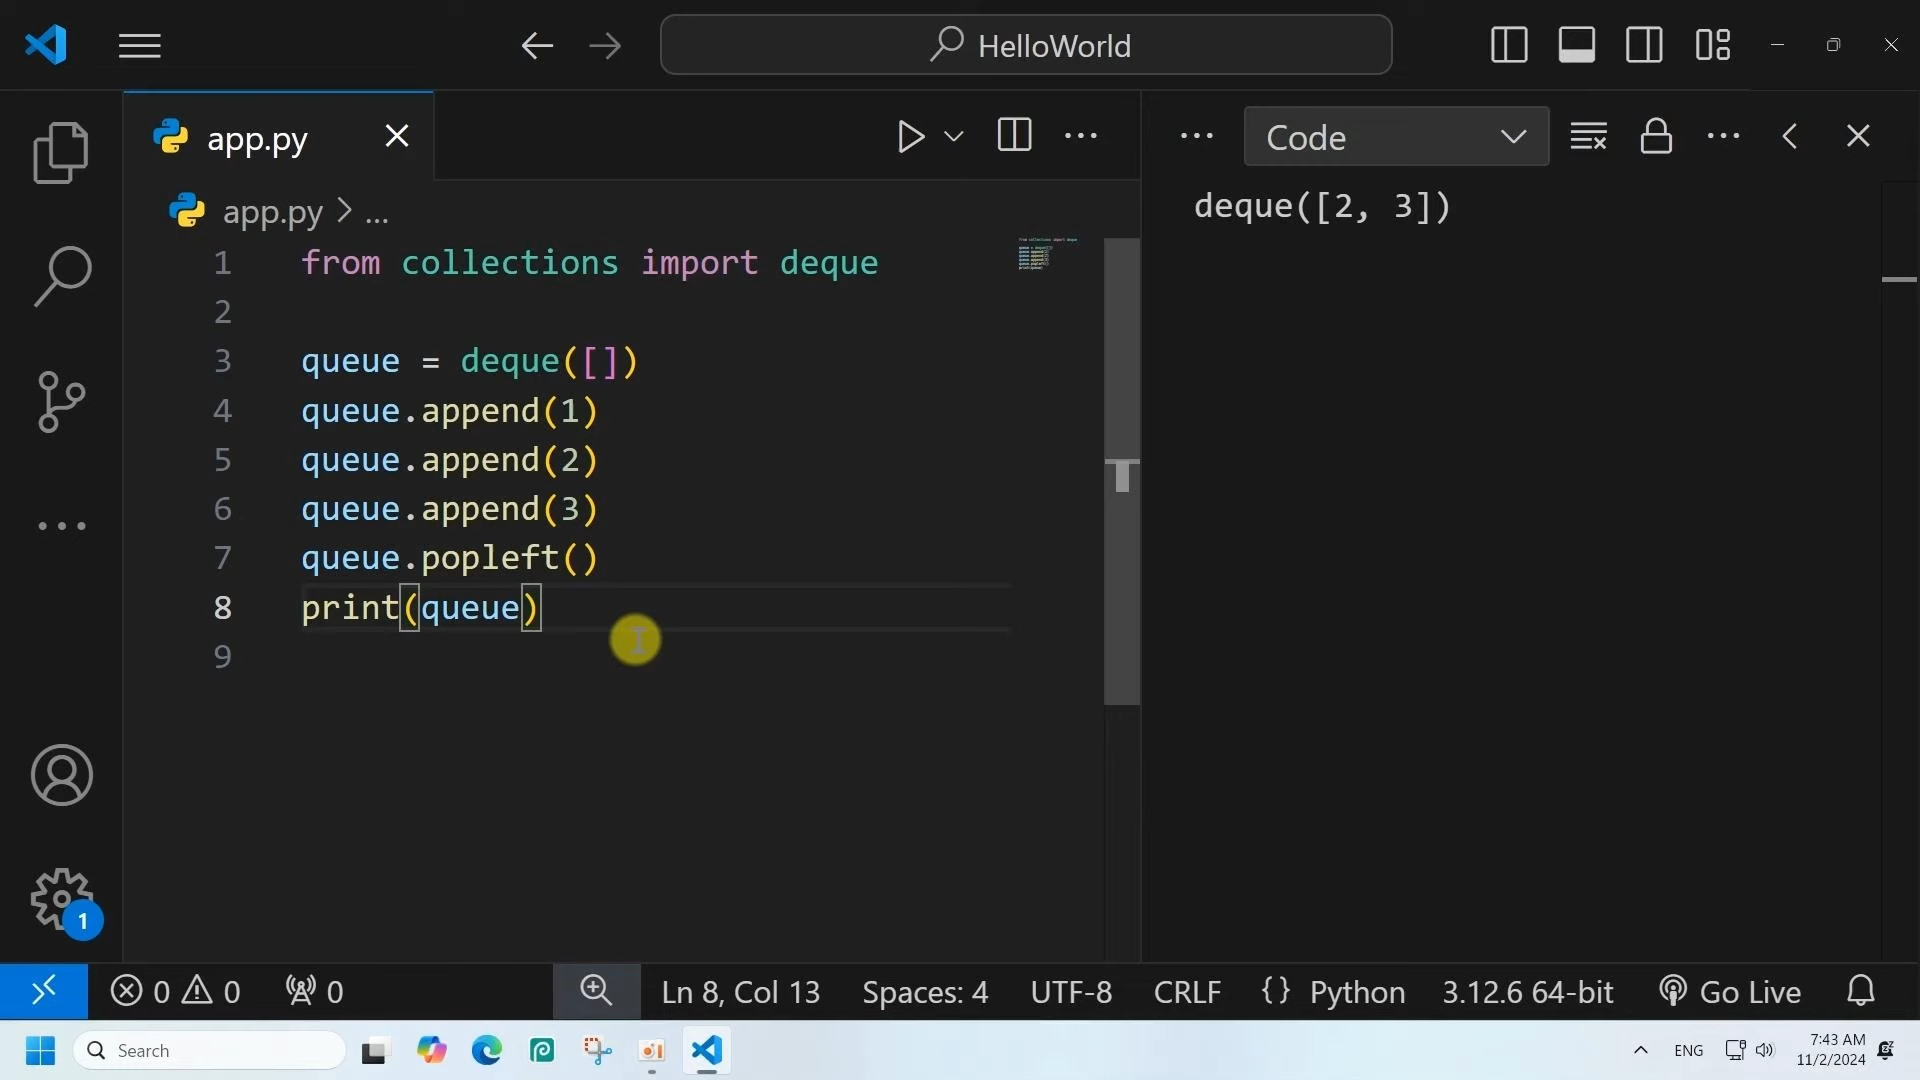 HelloWorld
app.py
Code
app.py > ...
deque([2, 3])
1 from collections import deque
2
3 queue = deque([])
4 queue.append(1)
5 queue.append(2)
6 queue.append(3)
7 queue.popleft()
8 print(queue)
9
1
0 0 0 Ln 8, Col 13 Spaces: 4 UTF-8 CRLF {} Python 3.12.6 64-bit Go Live
Search
ENG
7:43 AM
11/2/2024